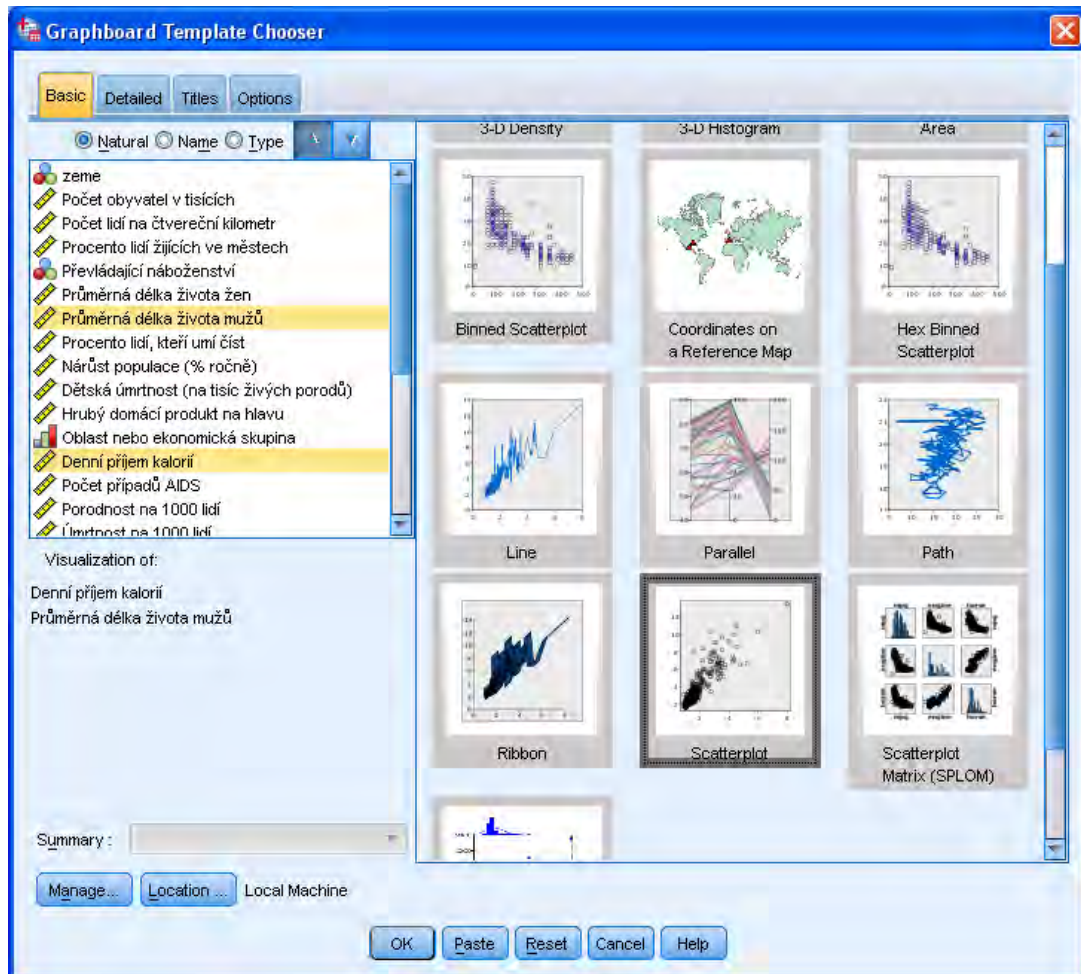 Graphboard Template Chooser
Basic Detailed Titles Options
Natural Name Type
zeme
Počet obyvatel v tisících
Počet lidí na čtvereční kilometr
Procento lidí žijících ve městech
Převládající náboženství
Průměrná délka života žen
Průměrná délka života mužů
Procento lidí, kteří umí číst
Nárůst populace (% ročně)
Dětská úmrtnost (na tisíc živých porodů)
Hrubý domácí produkt na hlavu
Oblast nebo ekonomická skupina
Denní příjem kalorií
Počet případů AIDS
Porodnost na 1000 lidí
Úmrtnost na 1000 lidí
Visualization of:
Denní příjem kalorií
Průměrná délka života mužů
Summary :
Manage... Location ... Local Machine
3-D Density 3-D Histogram Area
Binned Scatterplot
Coordinates on
a Reference Map
Hex Binned
Scatterplot
Line Parallel Path
Ribbon Scatterplot
Scatterplot
Matrix (SPLOM)
OK Paste Reset Cancel Help